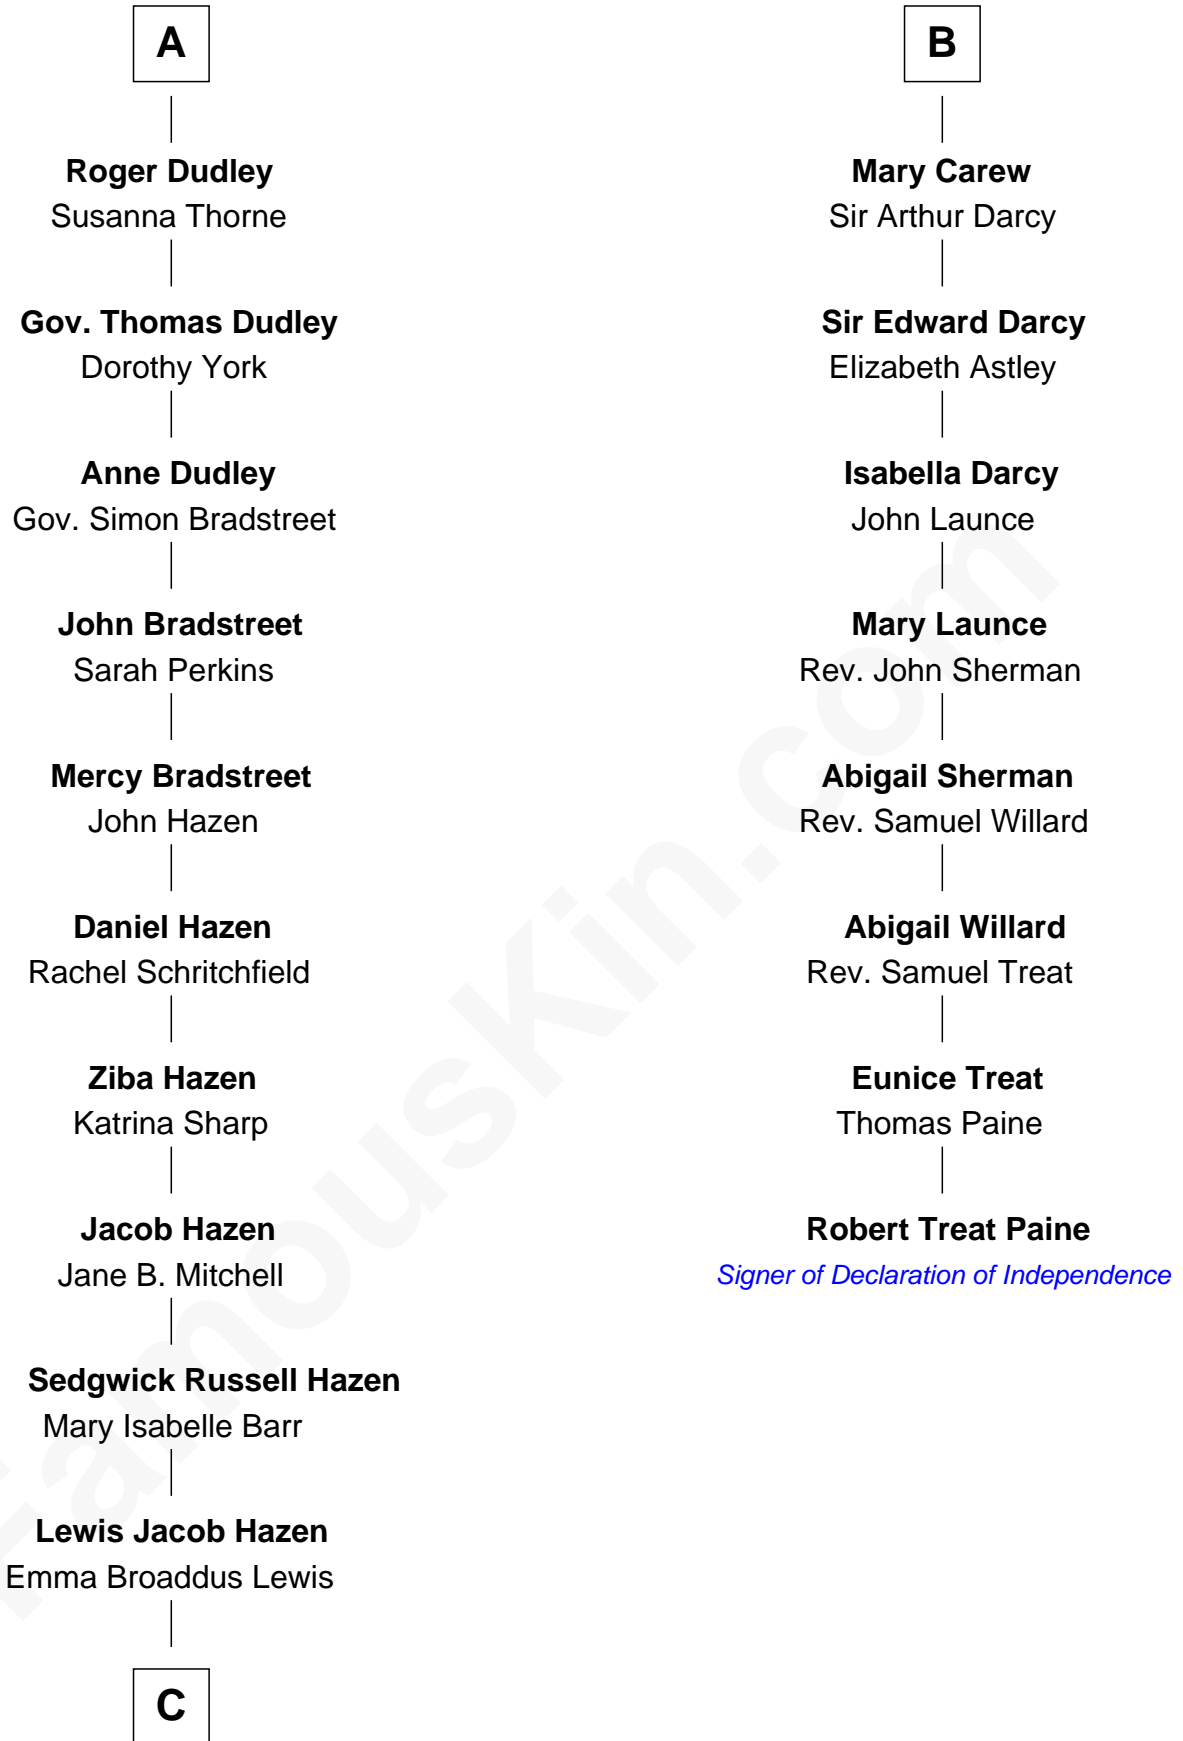 A
Roger Dudley
Susanna Thorne
Gov. Thomas Dudley
Dorothy York
Anne Dudley
Gov. Simon Bradstreet
John Bradstreet
Sarah Perkins
Mercy Bradstreet
John Hazen
Daniel Hazen
Rachel Schritchfield
Ziba Hazen
Katrina Sharp
Jacob Hazen
Jane B. Mitchell
Sedgwick Russell Hazen
Mary Isabelle Barr
Lewis Jacob Hazen
Emma Broaddus Lewis
C
B
Mary Carew
Sir Arthur Darcy
Sir Edward Darcy
Elizabeth Astley
Isabella Darcy
John Launce
Mary Launce
Rev. John Sherman
Abigail Sherman
Rev. Samuel Willard
Abigail Willard
Rev. Samuel Treat
Eunice Treat
Thomas Paine
Robert Treat Paine
Signer of Declaration of Independence
FamousKin.com